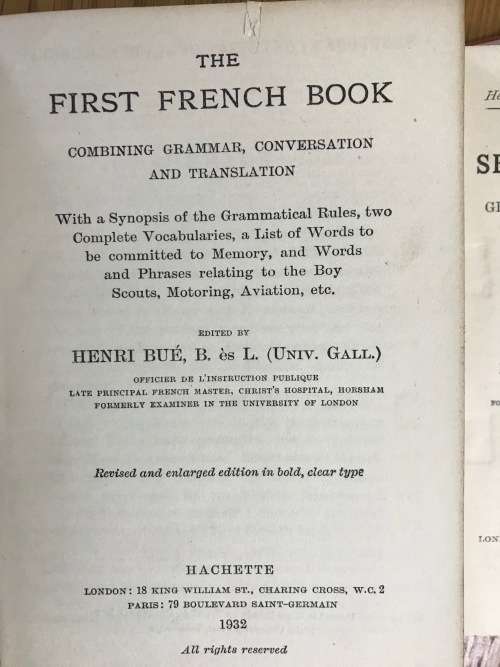 THE
FIRST FRENCH BOOK
COMBINING GRAMMAR, CONVERSATION
AND TRANSLATION
With a Synopsis of the Grammatical Rules, two
Complete Vocabularies, a List of Words to
be committed to Memory, and Words
and Phrases relating to the Boy
Scouts, Motoring, Aviation, etc.
EDITED BY
HENRI BUÉ, B. ès L. (UNIV. GALL.)
OFFICIER DE L'INSTRUCTION PUBLIQUE
LATE PRINCIPAL FRENCH MASTER, CHRIST'S HOSPITAL, HORSHAM
FORMERLY EXAMINER IN THE UNIVERSITY OF LONDON
Revised and enlarged edition in bold, clear type
HACHETTE
LONDON: 18 KING WILLIAM ST., CHARING CROSS, W.C. 2
PARIS: 79 BOULEVARD SAINT-GERMAIN
1932
All rights reserved